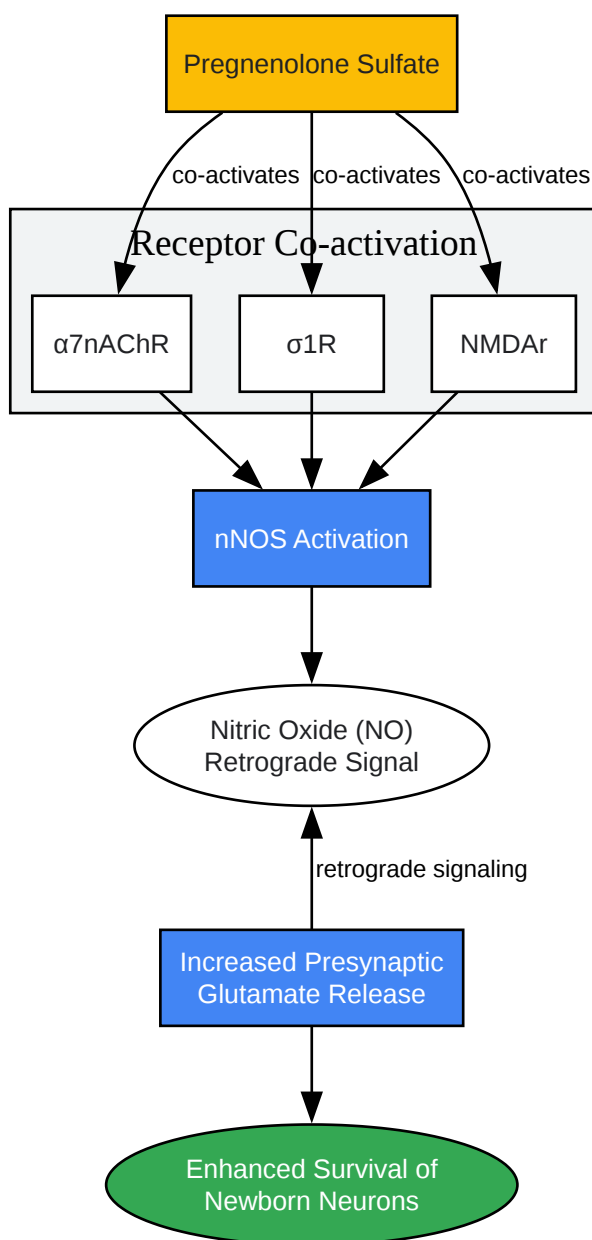 Pregnenolone Sulfate
co-activates
co-activates
co-activates
Receptor Co-activation
α7nAChR
σ1R
NMDAr
nNOS Activation
Nitric Oxide (NO)
Retrograde Signal
retrograde signaling
Increased Presynaptic
Glutamate Release
Enhanced Survival of
Newborn Neurons